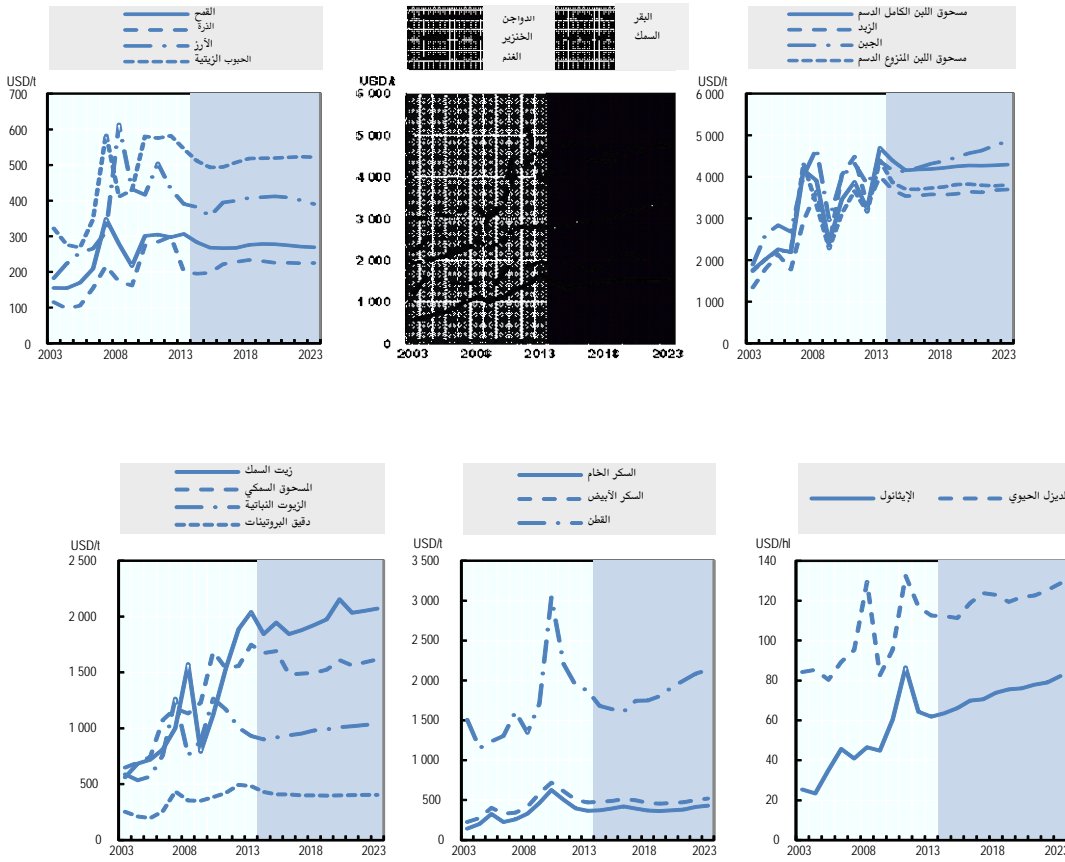 القمح
الذرة
الأرز
الحبوب الزيتية
USD/t
700
600
500
400
300
200
100
0
2003 2008 2013 2018 2023
الدواجن
الخنزير
الغنم
البقر
السمك
USD/t
6 000
5 000
4 000
3 000
2 000
1 000
0
2003 2008 2013 2018 2023
مسحوق اللبن الكامل الدسم
الزبد
الجبن
مسحوق اللبن المنزوع الدسم
USD/t
6 000
5 000
4 000
3 000
2 000
1 000
0
2003 2008 2013 2018 2023
زيت السمك
المسحوق السمكي
الزيوت النباتية
دقيق البروتينات
USD/t
2 500
2 000
1 500
1 000
500
0
2003 2008 2013 2018 2023
السكر الخام
السكر الأبيض
القطن
USD/t
3 500
3 000
2 500
2 000
1 500
1 000
500
0
2003 2008 2013 2018 2023
الإيثانول
الديزل الحيوي
USD/hl
140
120
100
80
60
40
20
0
2003 2008 2013 2018 2023